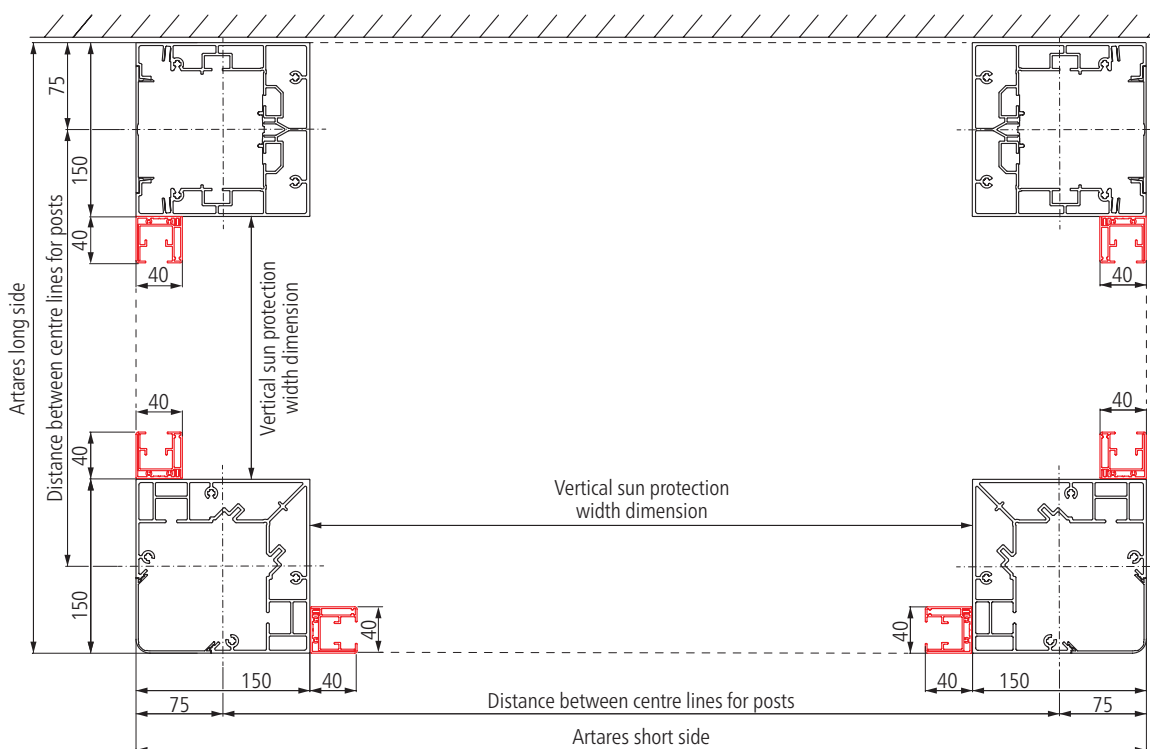 75
150
40
40
40
Artares long side
Distance between centre lines for posts
Vertical sun protection
width dimension
40
40
40
Vertical sun protection
width dimension
150
40
40
150
40
40
150
75
Distance between centre lines for posts
75
Artares short side